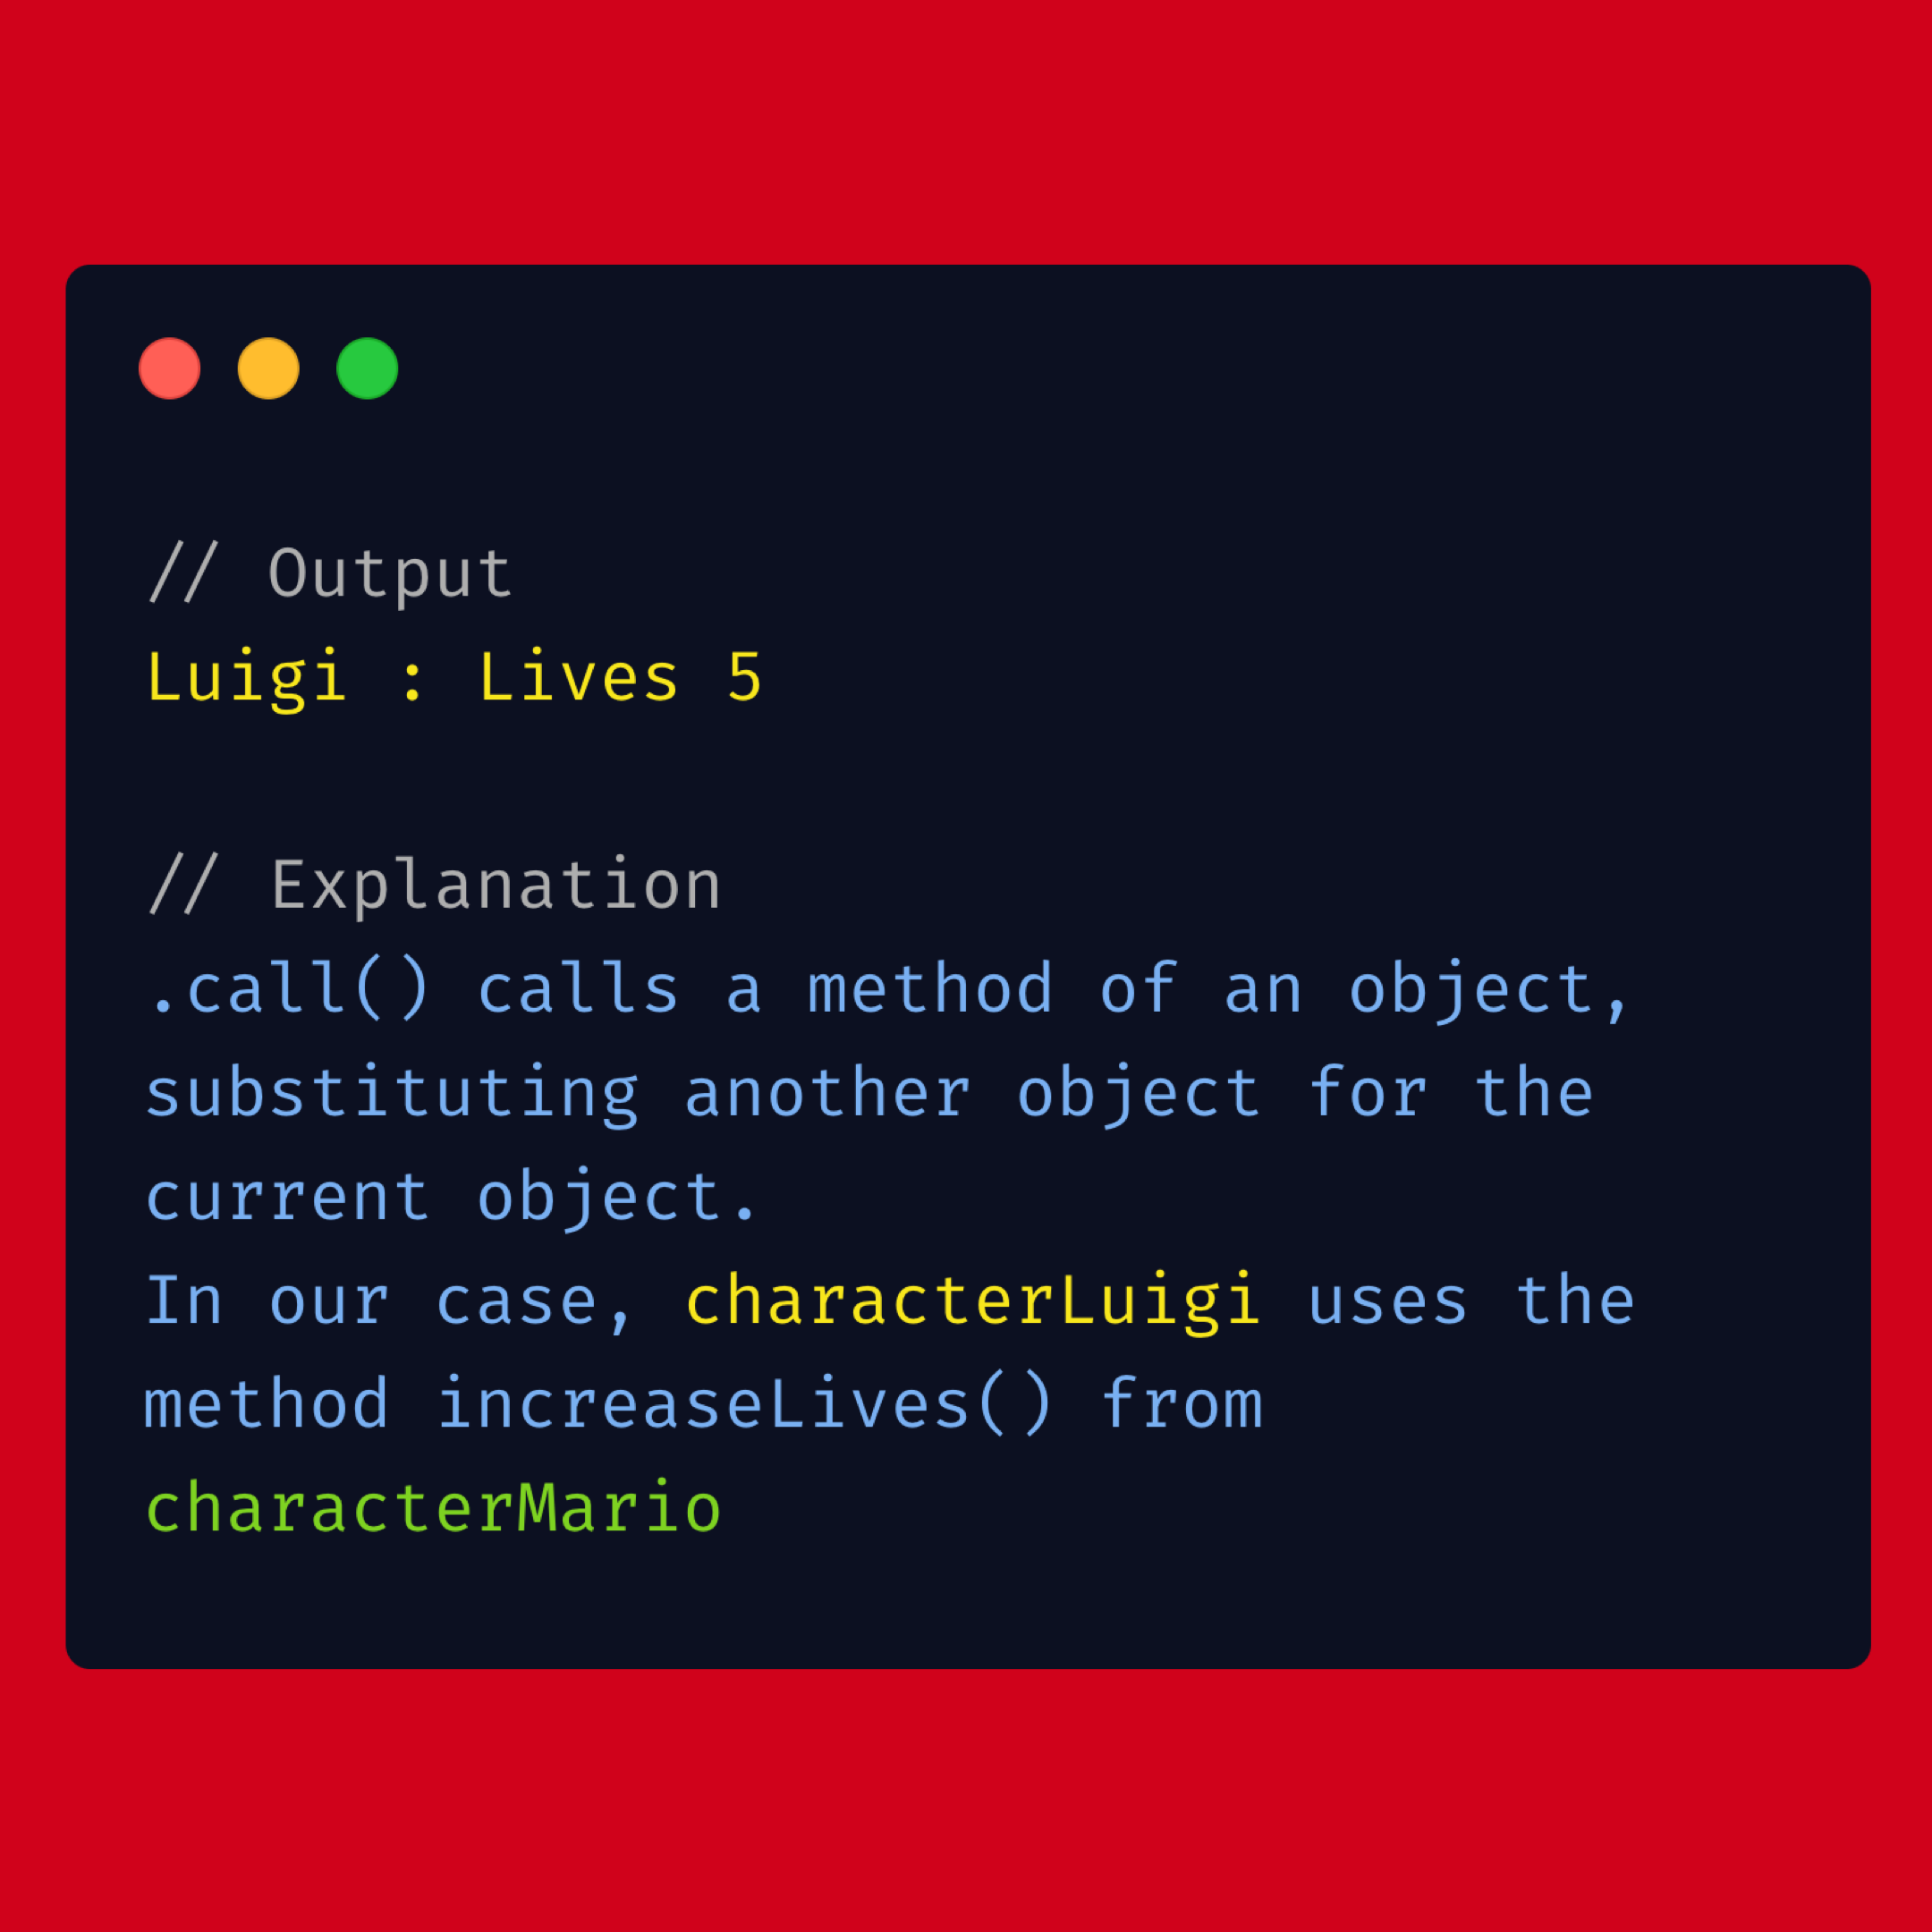 // Output
Luigi : Lives 5
// Explanation
.call() calls a method of an object,
substituting another object for the
current object.
In our case, characterLuigi uses the
method increaseLives() from
characterMario